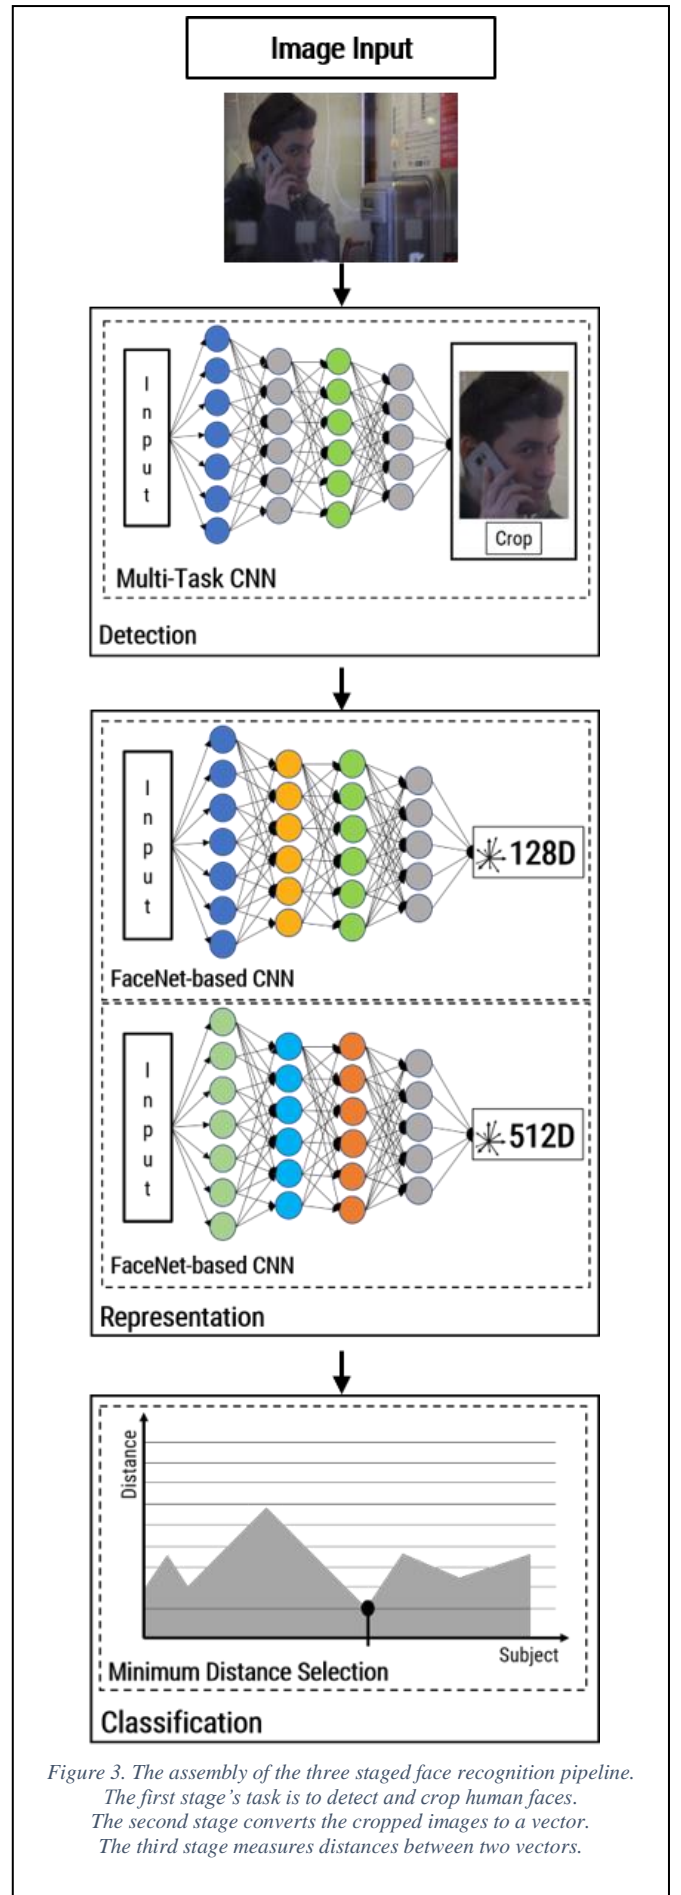 Image Input
Input
Crop
Multi-Task CNN
Detection
Input
128D
FaceNet-based CNN
Input
512D
FaceNet-based CNN
Representation
Distance
Subject
Minimum Distance Selection
Classification
Figure 3. The assembly of the three staged face recognition pipeline.
The first stage’s task is to detect and crop human faces.
The second stage converts the cropped images to a vector.
The third stage measures distances between two vectors.